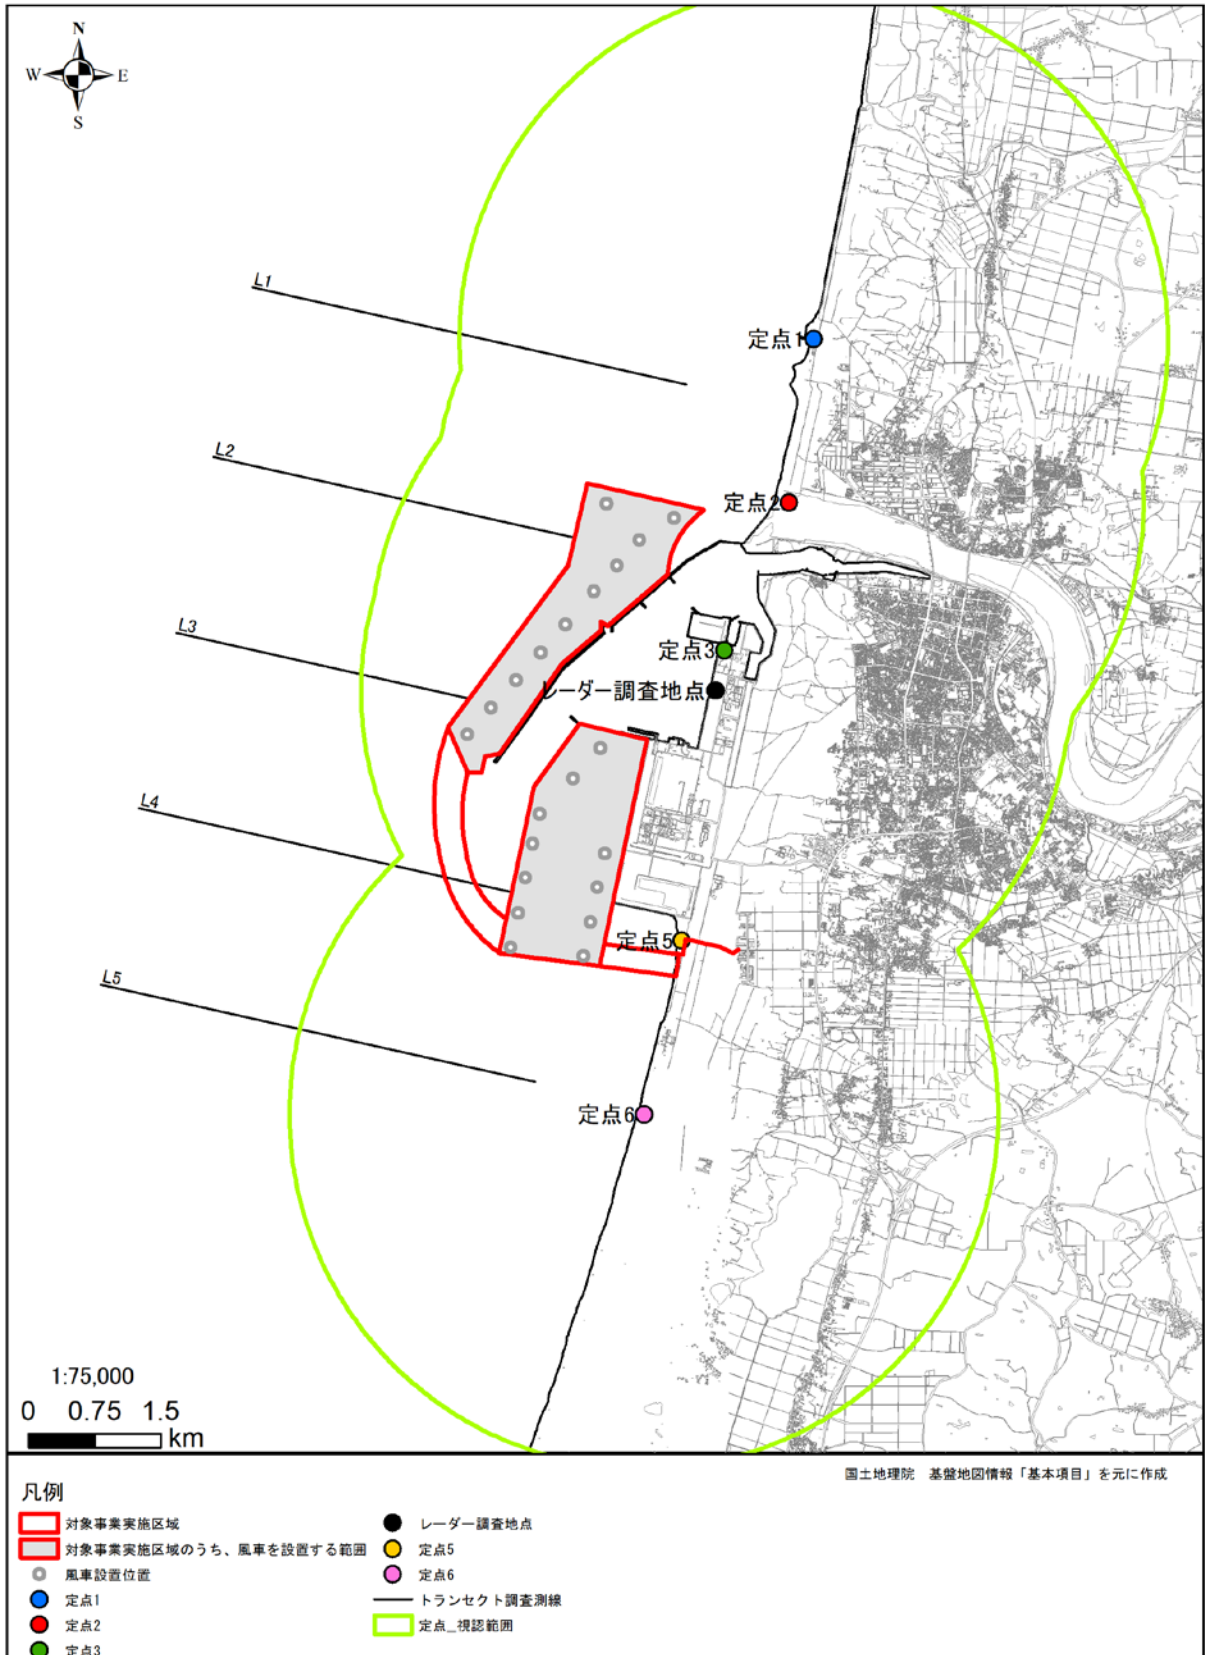 N
W E
S
L1
定点1
L2
定点2
L3
定点3
レーダー調査地点
L4
定点5
L5
定点6
1:75,000
0 0.75 1.5
km
国土地理院 基盤地図情報「基本項目」を元に作成
凡例
対象事業実施区域
対象事業実施区域のうち、風車を設置する範囲
風車設置位置
定点1
定点2
定点3
レーダー調査地点
定点5
定点6
トランセクト調査測線
定点_視認範囲